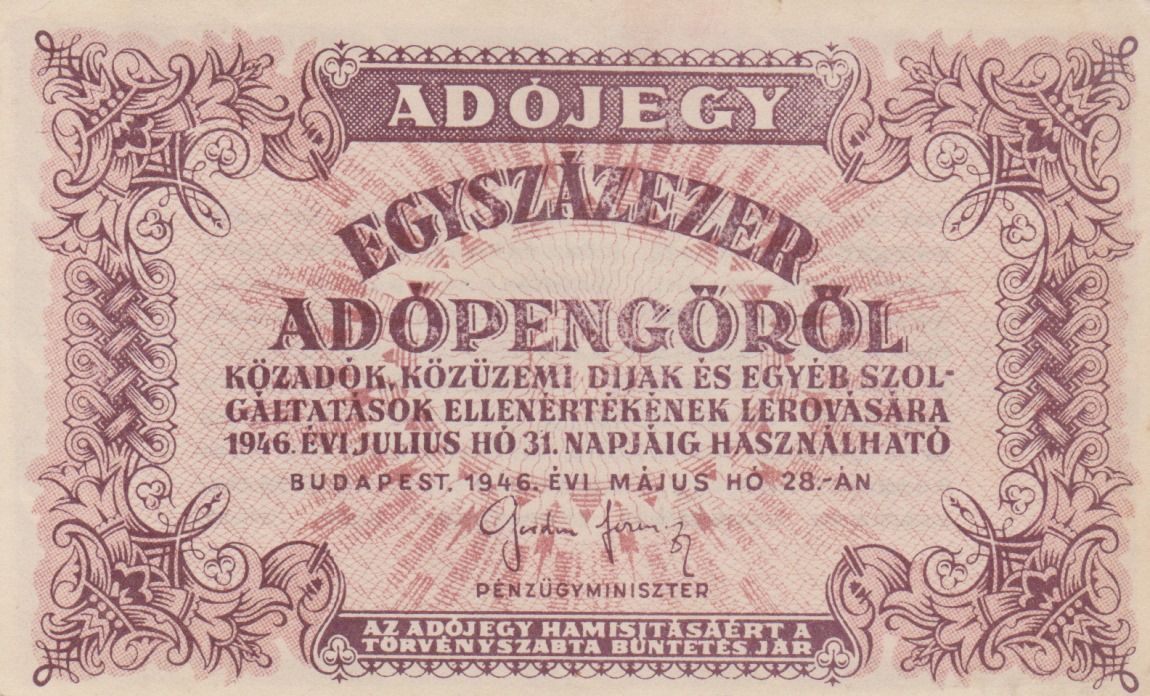 ADÓJEGY
EGYSZÁZEZER
ADÓPENGŐRŐL
KÖZADÓK, KÖZÜZEMI DIJAK ÉS EGYÉB SZOL-
GÁLTATÁSOK ELLENÉRTÉKÉNEK LEROVÁSÁRA
1946. ÉVI JULIUS HÓ 31. NAPJÁIG HASZNÁLHATÓ
BUDAPEST, 1946. ÉVI MÁJUS HÓ 28.-ÁN
PÉNZÜGYMINISZTER
AZ ADÓJEGY HAMISITÁSÁÉRT A
TÖRVÉNYSZABTA BÜNTETÉS JÁR